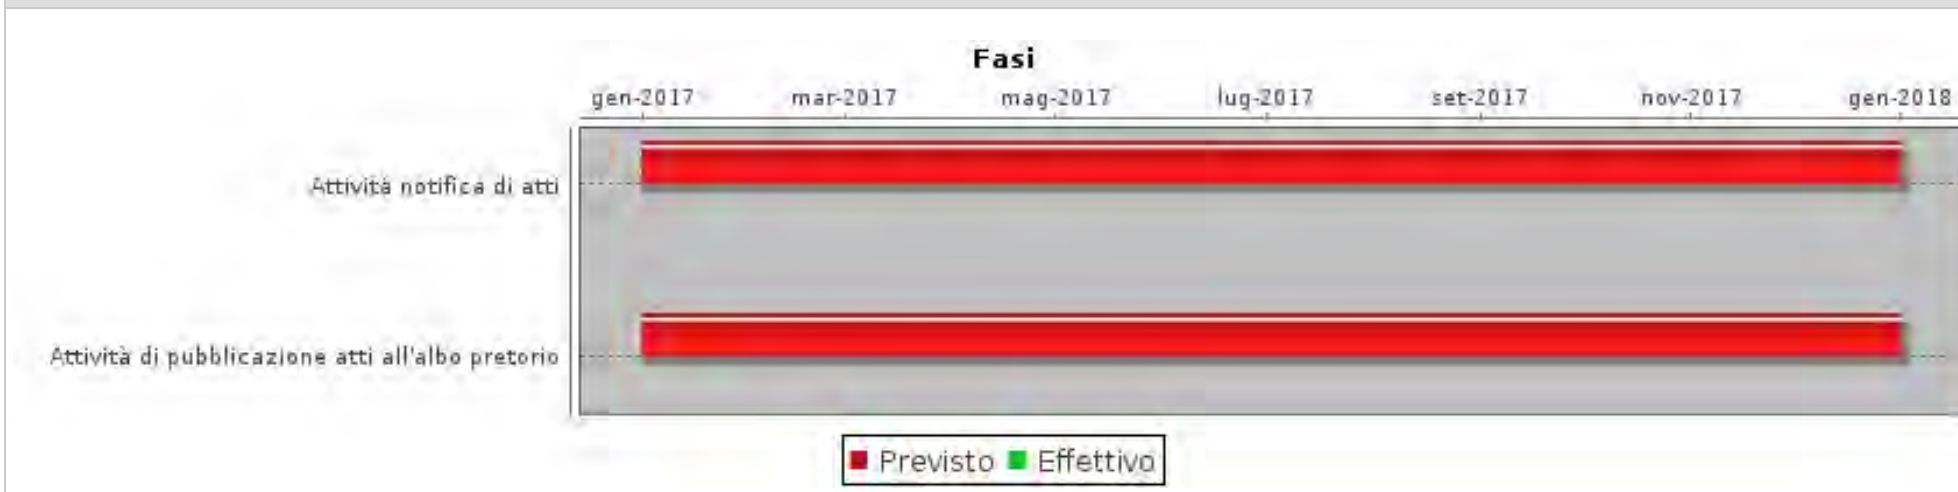 Fasi
gen-2017 mar-2017 mag-2017 lug-2017 set-2017 nov-2017 gen-2018
Attività notifica di atti
Attività di pubblicazione atti all'albo pretorio
Previsto Effettivo